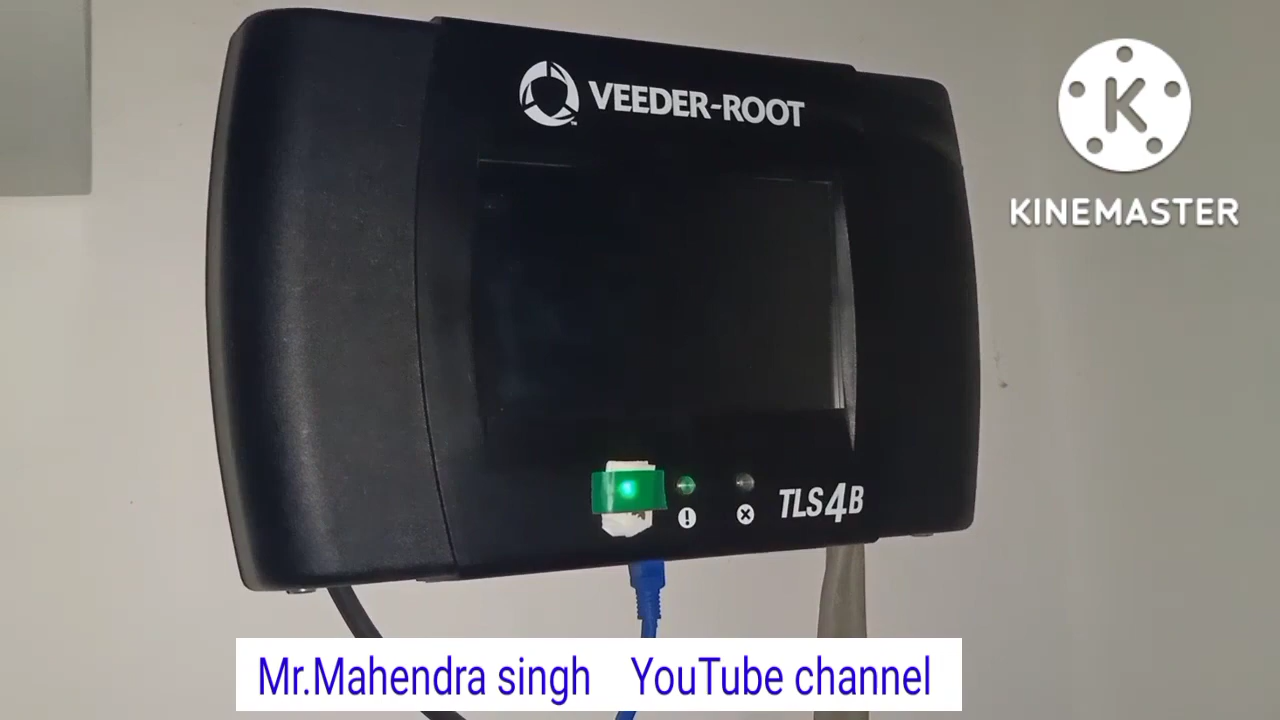 VEEDER-ROOT
K
KINEMASTER
TLS4B
Mr.Mahendra singh YouTube channel